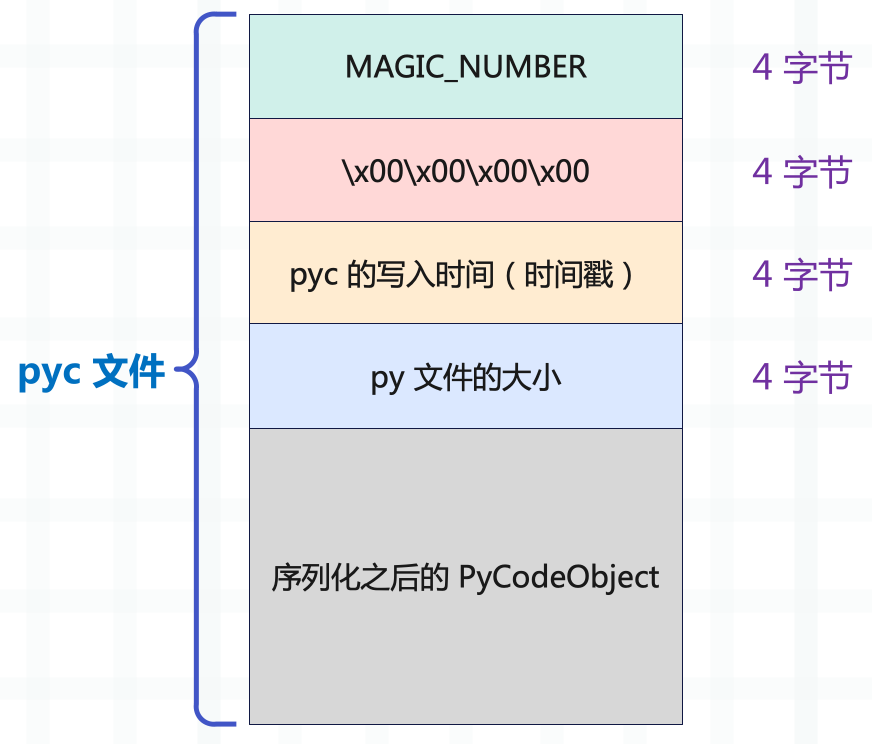 MAGIC_NUMBER
4 字节
\x00\x00\x00\x00
4 字节
pyc 的写入时间（时间戳）
4 字节
pyc 文件
py 文件的大小
4 字节
序列化之后的 PyCodeObject